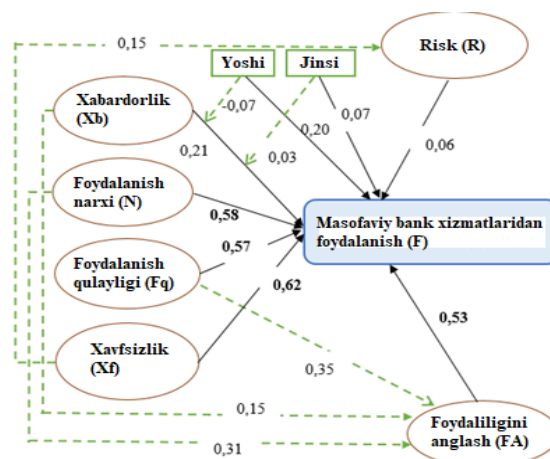 0,15
Risk (R)
Yoshi
Jinsi
Xabardorlik
(Xb)
-0,07
0,07
0,20
0,06
0,21
0,03
Foydalanish
narxi (N)
0,58
Masofaviy bank xizmatlaridan
foydalanish (F)
0,57
Foydalanish
qulayligi (Fq)
0,62
0,53
Xavfsizlik
(Xf)
0,35
0,15
Foydaliligini
anglash (FA)
0,31